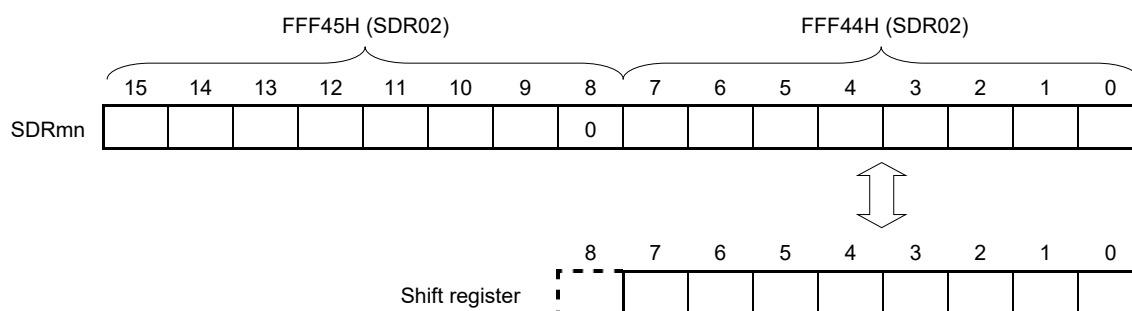 FFF45H (SDR02) FFF44H (SDR02)
15 14 13 12 11 10 9 8 7 6 5 4 3 2 1 0
SDRmn 0
8 7 6 5 4 3 2 1 0
Shift register